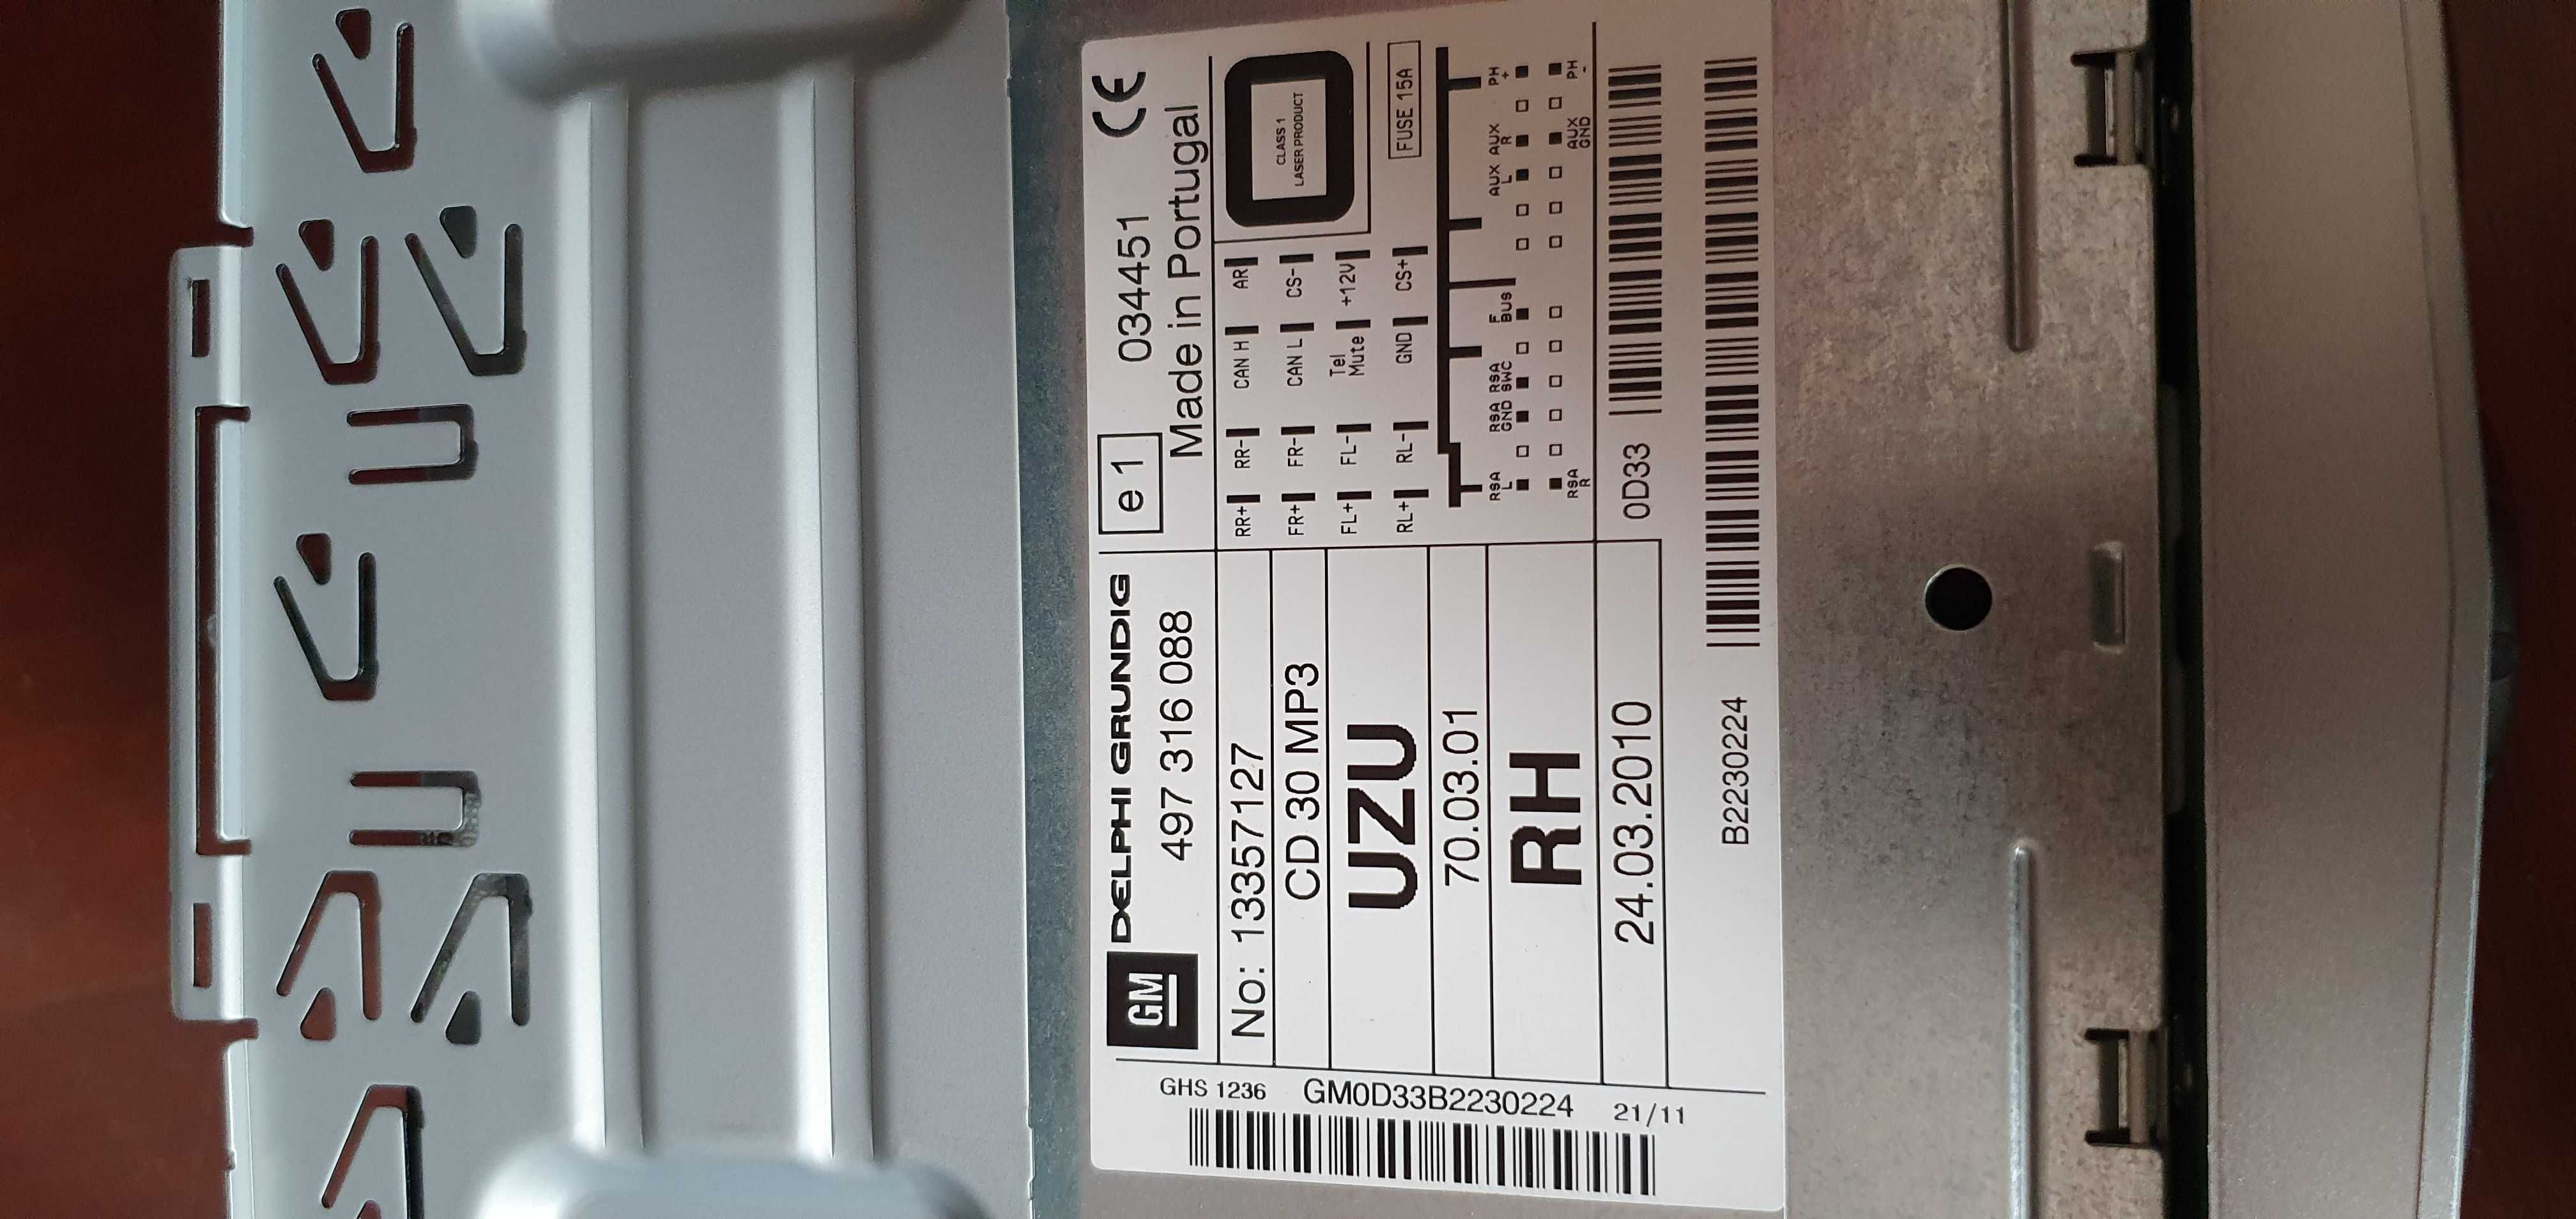 GM DELPHI GRUNDIG
497 316 088
e1 034451 CE
Made in Portugal
No: 13357127
CD 30 MP3
UZU
70.03.01
RH
24.03.2010
RR+ RR- CAN H AR
FR+ FR- CAN L CS-
FL+ FL- Tel Mute +12V
RL+ RL- GND CS+
CLASS 1
LASER PRODUCT
FUSE 15A
RSA L RSA GND RSA SWC F BUS AUX L AUX R PH +
RSA R AUX GND PH -
0D33
B2230224
GHS 1236 GM0D33B2230224 21/11